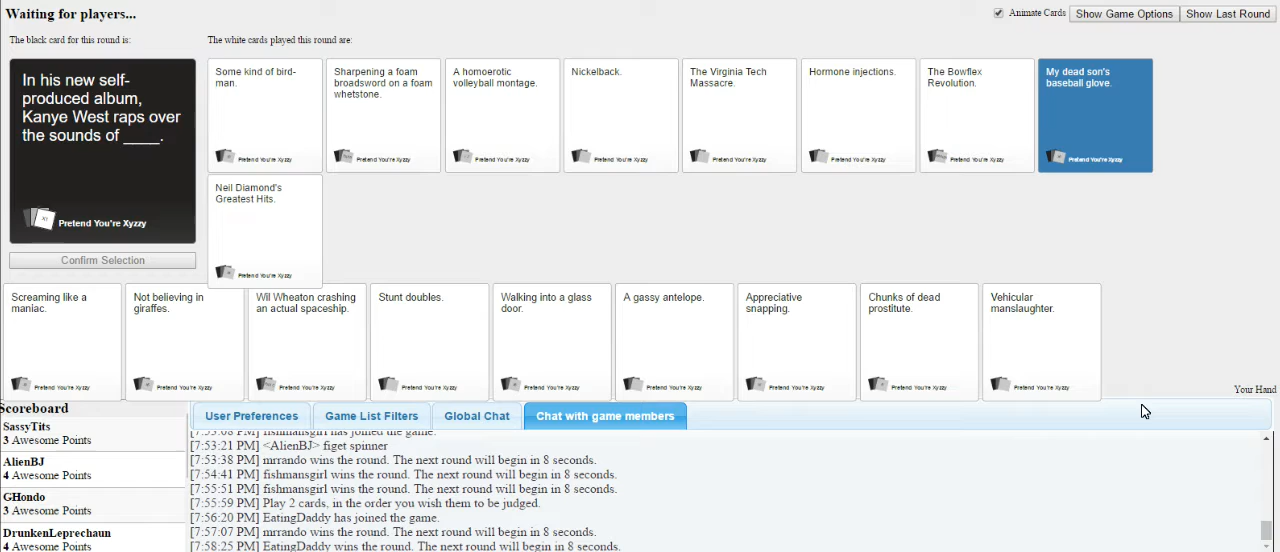 Waiting for players...
Animate Cards
Show Game Options
Show Last Round
The black card for this round is:
The white cards played this round are:
In his new self-
produced album,
Kanye West raps over
the sounds of ____.
Pretend You're Xyzzy
Confirm Selection
Some kind of bird-
man.
Pretend You're Xyzzy
Sharpening a foam
broadsword on a foam
whetstone.
Pretend You're Xyzzy
A homoerotic
volleyball montage.
Pretend You're Xyzzy
Nickelback.
Pretend You're Xyzzy
The Virginia Tech
Massacre.
Pretend You're Xyzzy
Hormone injections.
Pretend You're Xyzzy
The Bowflex
Revolution.
Pretend You're Xyzzy
My dead son's
baseball glove.
Pretend You're Xyzzy
Neil Diamond's
Greatest Hits.
Pretend You're Xyzzy
Screaming like a
maniac.
Pretend You're Xyzzy
Not believing in
giraffes.
Pretend You're Xyzzy
Wil Wheaton crashing
an actual spaceship.
Pretend You're Xyzzy
Stunt doubles.
Pretend You're Xyzzy
Walking into a glass
door.
Pretend You're Xyzzy
A gassy antelope.
Pretend You're Xyzzy
Appreciative
snapping.
Pretend You're Xyzzy
Chunks of dead
prostitute.
Pretend You're Xyzzy
Vehicular
manslaughter.
Pretend You're Xyzzy
Your Hand
Scoreboard
SassyTits
3 Awesome Points
AlienBJ
4 Awesome Points
GHondo
3 Awesome Points
DrunkenLeprechaun
4 Awesome Points
User Preferences
Game List Filters
Global Chat
Chat with game members
[7:53:08 PM] fishmansgirl has joined the game.
[7:53:21 PM] <AlienBJ> figet spinner
[7:53:38 PM] mrrando wins the round. The next round will begin in 8 seconds.
[7:54:41 PM] fishmansgirl wins the round. The next round will begin in 8 seconds.
[7:55:51 PM] fishmansgirl wins the round. The next round will begin in 8 seconds.
[7:55:59 PM] Play 2 cards, in the order you wish them to be judged.
[7:56:20 PM] EatingDaddy has joined the game.
[7:57:07 PM] mrrando wins the round. The next round will begin in 8 seconds.
[7:58:25 PM] EatingDaddy wins the round. The next round will begin in 8 seconds.